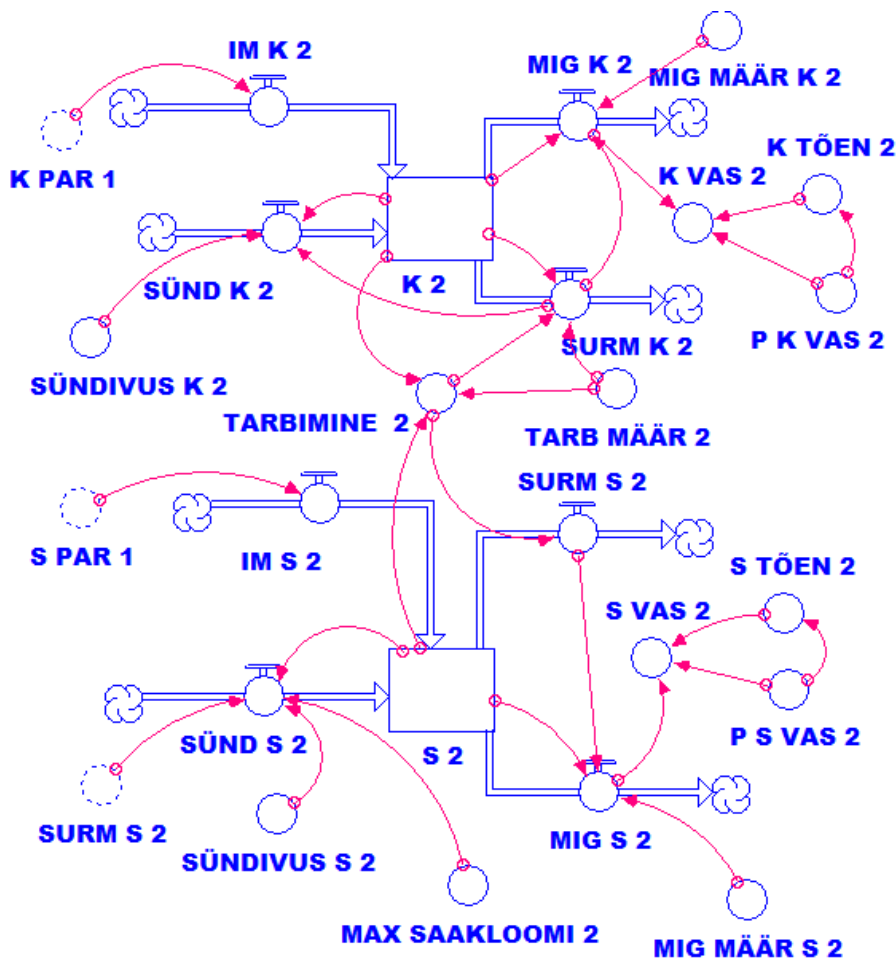 IM K 2
MIG K 2
MIG MÄÄR K 2
K PAR 1
K TÕEN 2
K VAS 2
SÜND K 2
K 2
SURM K 2
P K VAS 2
SÜNDIVUS K 2
TARBIMINE 2
TARB MÄÄR 2
SURM S 2
S PAR 1
IM S 2
S TÕEN 2
S VAS 2
SÜND S 2
S 2
P S VAS 2
SURM S 2
SÜNDIVUS S 2
MIG S 2
MAX SAAKLOOMI 2
MIG MÄÄR S 2